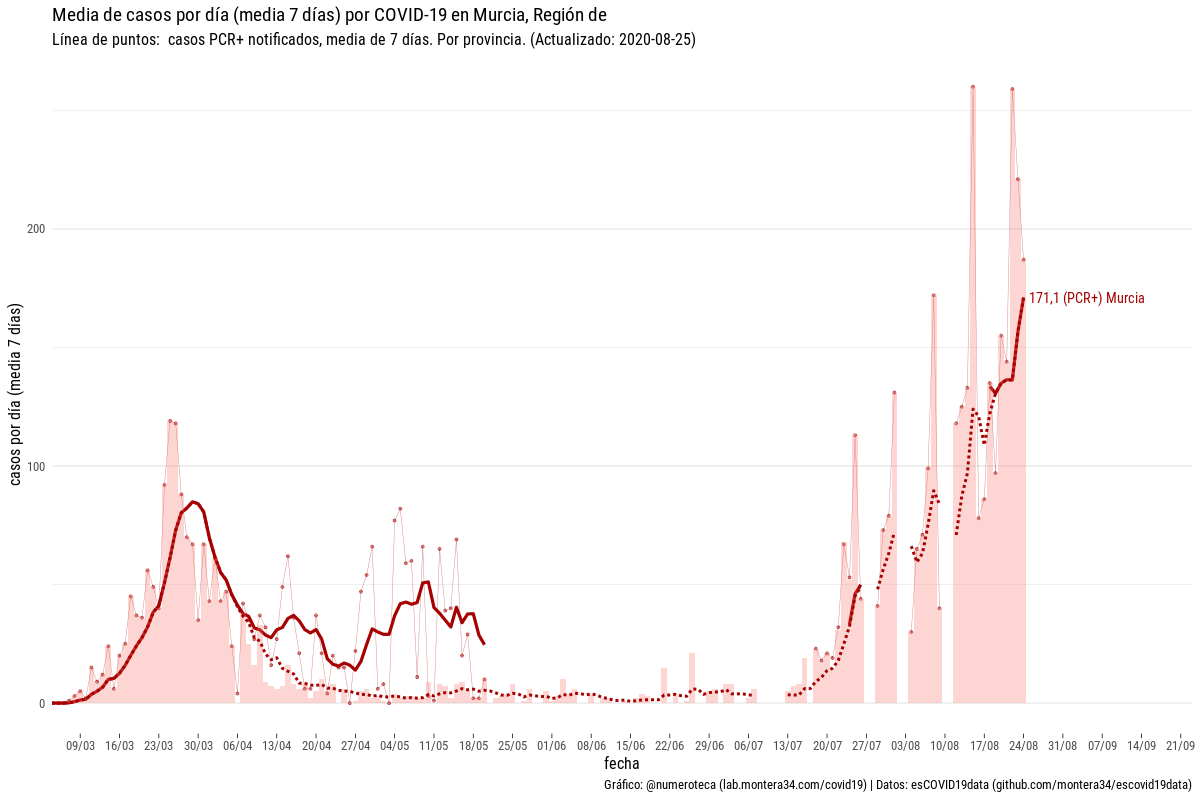 Media de casos por día (media 7 días) por COVID-19 en Murcia, Región de
Línea de puntos:  casos PCR+ notificados, media de 7 días. Por provincia. (Actualizado: 2020-08-25)
casos por día (media 7 días)
200
100
0
171,1 (PCR+) Murcia
09/03 16/03 23/03 30/03 06/04 13/04 20/04 27/04 04/05 11/05 18/05 25/05 01/06 08/06 15/06 22/06 29/06 06/07 13/07 20/07 27/07 03/08 10/08 17/08 24/08 31/08 07/09 14/09 21/09
fecha
Gráfico: @numeroteca (lab.montera34.com/covid19) | Datos: esCOVID19data (github.com/montera34/escovid19data)